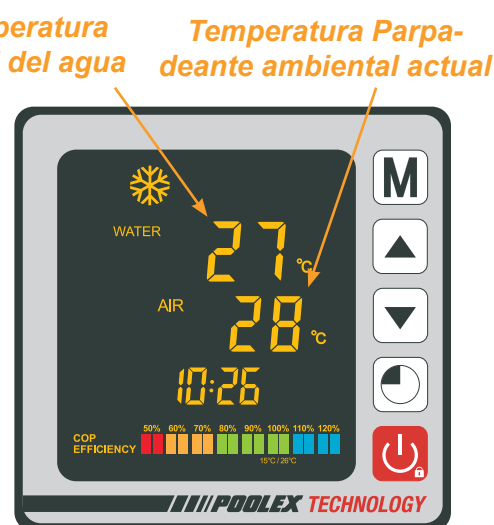 peratura
del agua
Temperatura Parpa-
deante ambiental actual
M
WATER
27 °C
AIR
28 °C
10:26
50% 60% 70% 80% 90% 100% 110% 120%
COP
EFFICIENCY
15°C / 26°C
POOLEX TECHNOLOGY